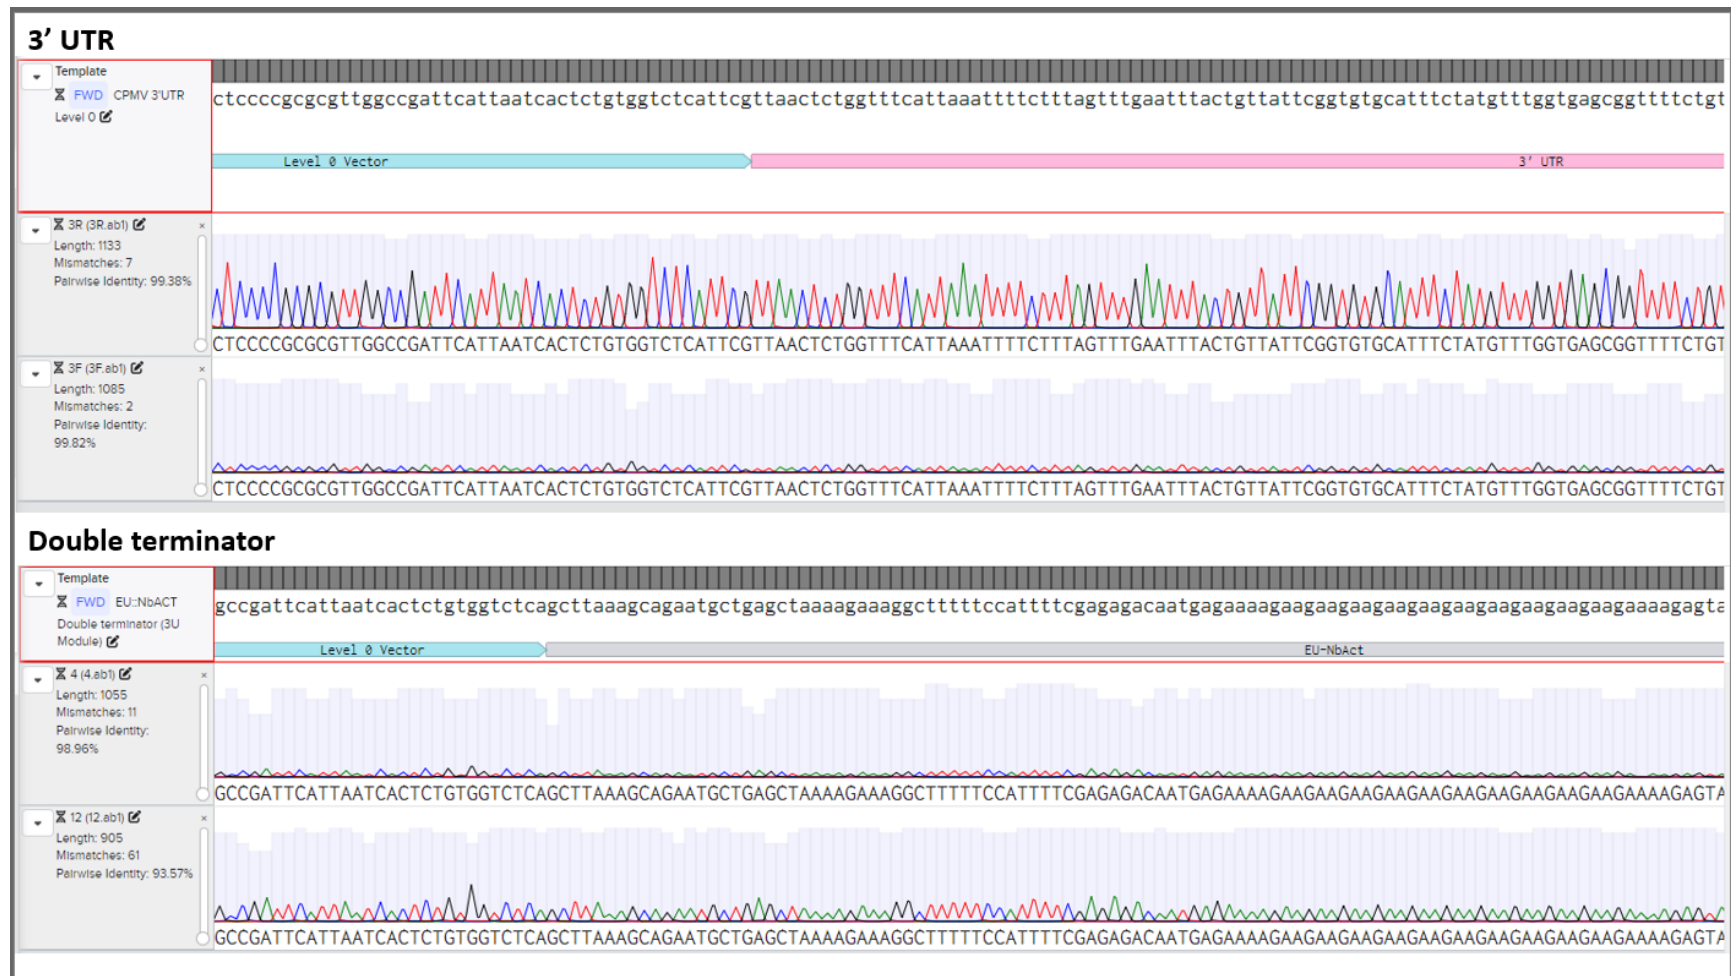 3’ UTR
Template
FWD CPMV 3'UTR
Level 0
ctccccgcgcgttggccgattcattaatcactctgtggtctcattcgttaactctggtttcattaaattttctttagtttgaatttactgttattcggtgtgcatttctatgtttggtgagcggttttctgt
Level 0 Vector
3’ UTR
3R (3R.ab1)
Length: 1133
Mismatches: 7
Pairwise Identity: 99.38%
CTCCCCGCGCGTTGGCCGATTCATTAATCACTCTGTGGTCTCATTCGTTAACTCTGGTTTCATTAAATTTTCTTTAGTTTGAATTTACTGTTATTCGGTGTGCATTTCTATGTTTGGTGAGCGGTTTTCTGT
3F (3F.ab1)
Length: 1085
Mismatches: 2
Pairwise Identity:
99.82%
CTCCCCGCGCGTTGGCCGATTCATTAATCACTCTGTGGTCTCATTCGTTAACTCTGGTTTCATTAAATTTTCTTTAGTTTGAATTTACTGTTATTCGGTGTGCATTTCTATGTTTGGTGAGCGGTTTTCTGT
Double terminator
Template
FWD EU::NbACT
Double terminator (3U
Module)
gccgattcattaatcactctgtggtctcagcttaaagcagaatgctgagctaaaagaaaggctttttccattttcgagagacaatgagaaaagaagaagaagaagaagaagaagaagaagaagaaaagagta
Level 0 Vector
EU-NbAct
4 (4.ab1)
Length: 1055
Mismatches: 11
Pairwise Identity:
98.96%
GCCGATTCATTAATCACTCTGTGGTCTCAGCTTAAAGCAGAATGCTGAGCTAAAAGAAAGGCTTTTTCCATTTTCGAGAGACAATGAGAAAAGAAGAAGAAGAAGAAGAAGAAGAAGAAGAAGAAAAGAGTA
12 (12.ab1)
Length: 905
Mismatches: 61
Pairwise Identity: 93.57%
GCCGATTCATTAATCACTCTGTGGTCTCAGCTTAAAGCAGAATGCTGAGCTAAAAGAAAGGCTTTTTCCATTTTCGAGAGACAATGAGAAAAGAAGAAGAAGAAGAAGAAGAAGAAGAAGAAGAAAAGAGTA